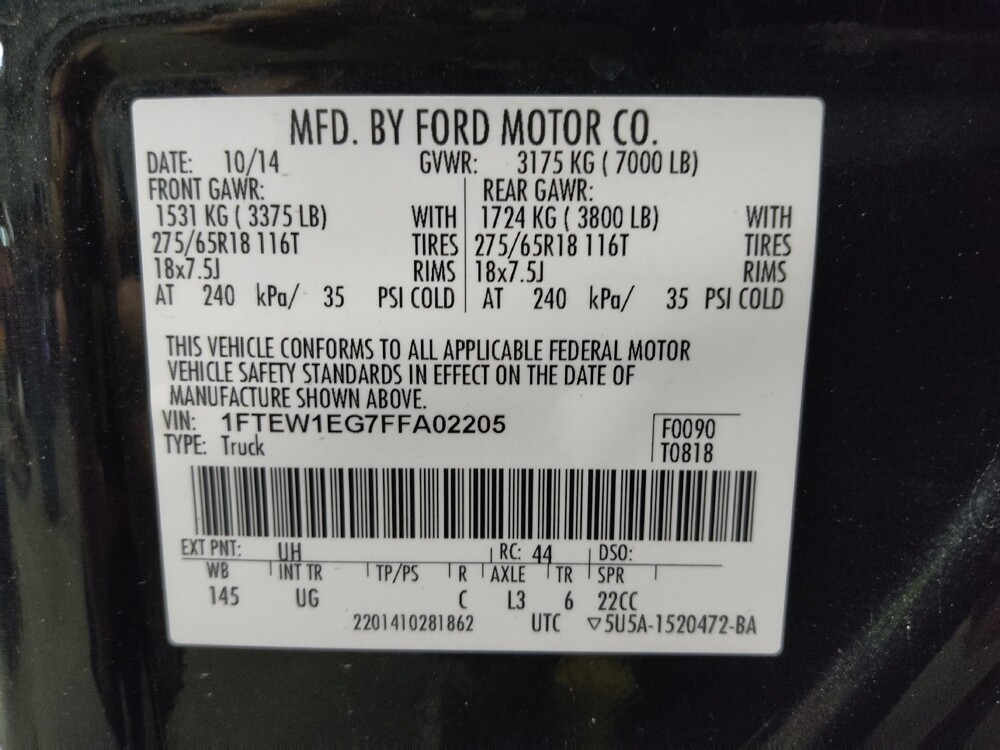 MFD. BY FORD MOTOR CO.
DATE: 10/14 GVWR: 3175 KG ( 7000 LB)
FRONT GAWR: REAR GAWR:
1531 KG ( 3375 LB) WITH 1724 KG ( 3800 LB) WITH
275/65R18 116T TIRES 275/65R18 116T TIRES
18x7.5J RIMS 18x7.5J RIMS
AT 240 kPa/ 35 PSI COLD AT 240 kPa/ 35 PSI COLD
THIS VEHICLE CONFORMS TO ALL APPLICABLE FEDERAL MOTOR
VEHICLE SAFETY STANDARDS IN EFFECT ON THE DATE OF
MANUFACTURE SHOWN ABOVE.
VIN: 1FTEW1EG7FFA02205 F0090
TYPE: Truck T0818
EXT PNT: UH RC: 44 DSO:
WB INT TR TP/PS R AXLE TR SPR
145 UG C L3 6 22CC
2201410281862 UTC ▽5U5A-1520472-BA